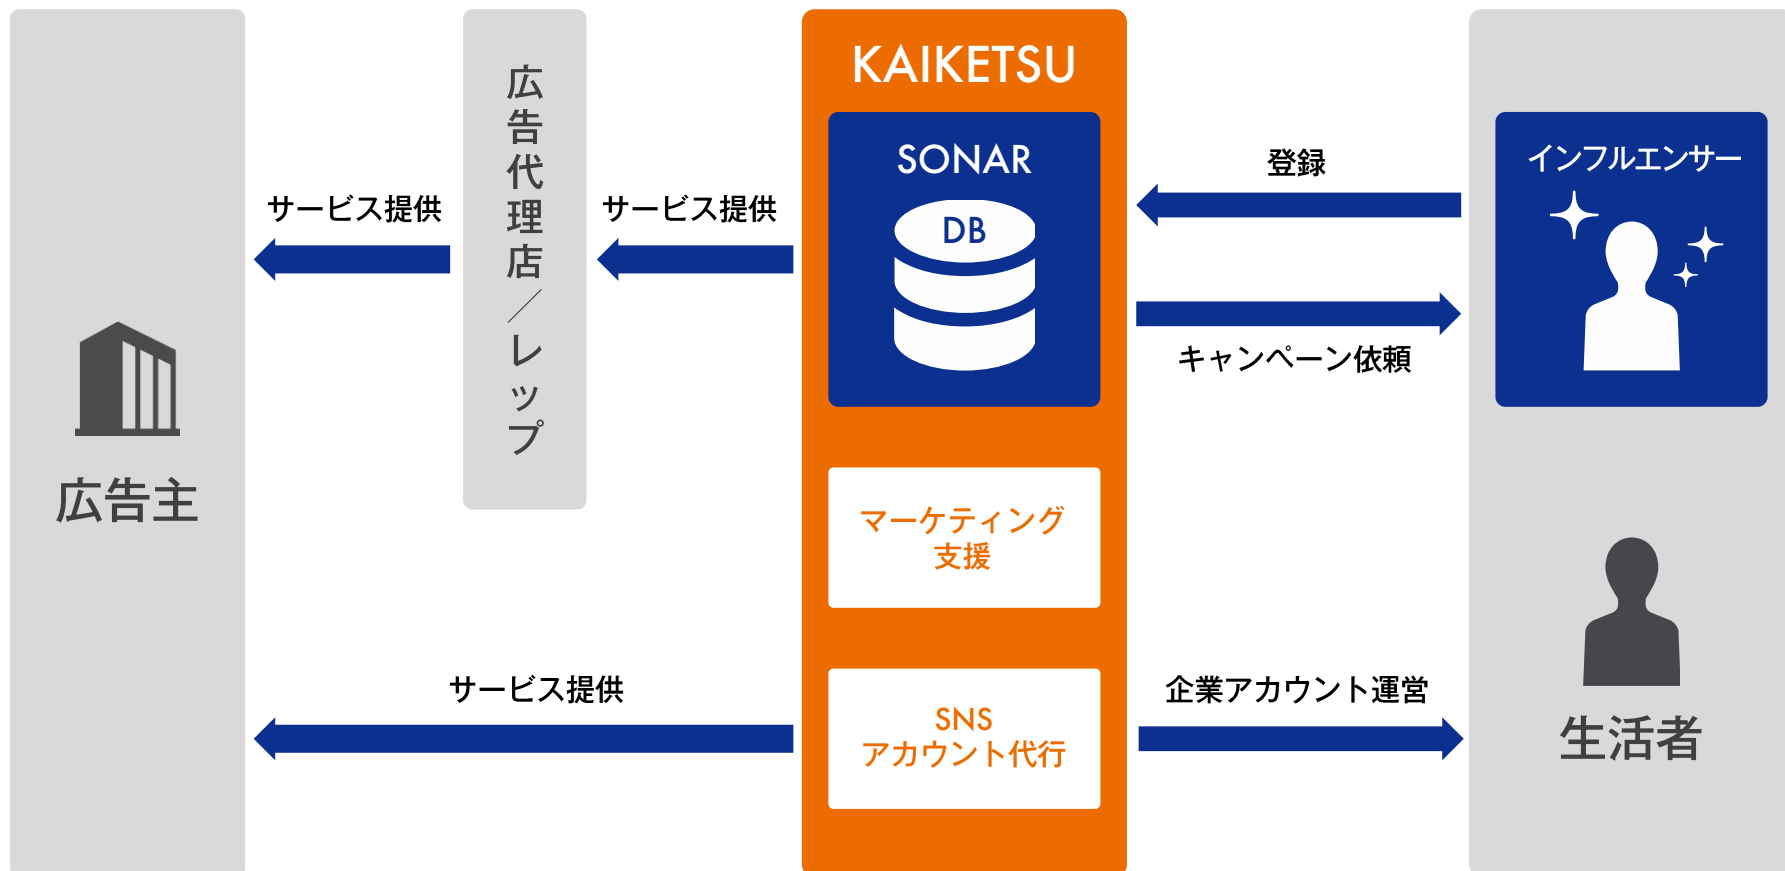 広告主
サービス提供
広告代理店／レップ
サービス提供
サービス提供
KAIKETSU
SONAR
DB
マーケティング
支援
SNS
アカウント代行
登録
キャンペーン依頼
企業アカウント運営
インフルエンサー
生活者